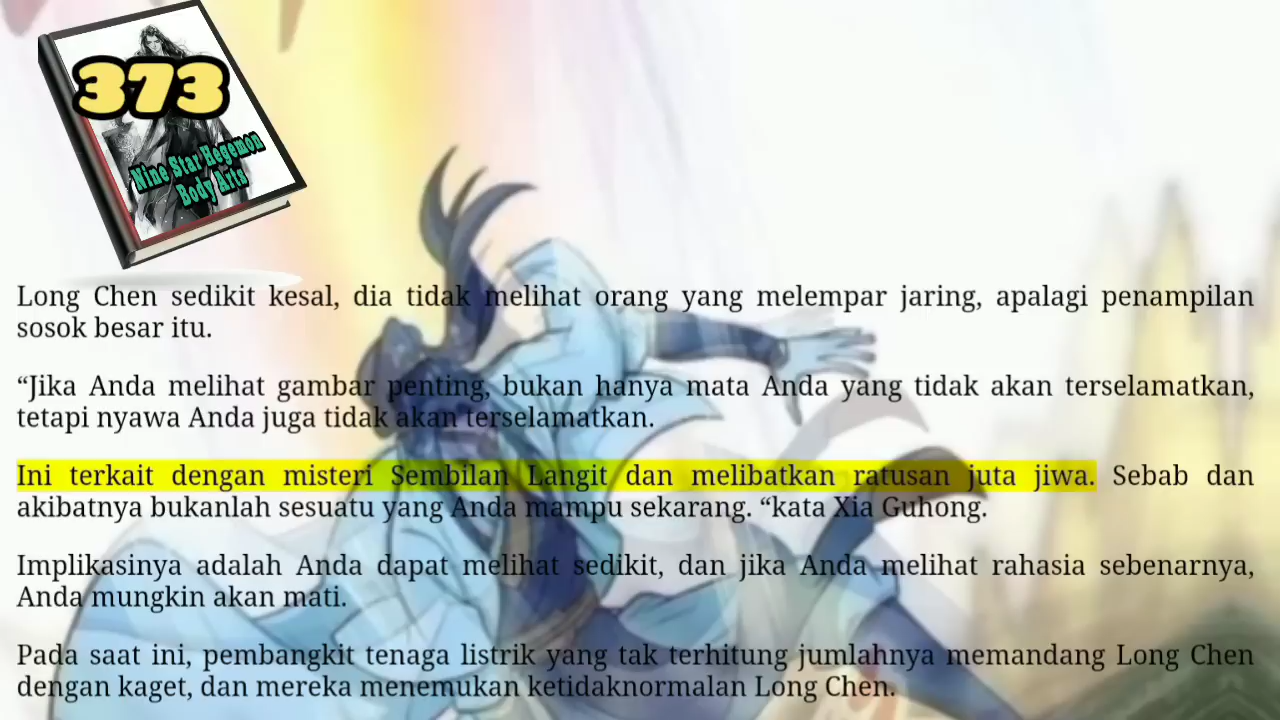 373
Nine Star Hegemon
Body Arts
Long Chen sedikit kesal, dia tidak melihat orang yang melempar jaring, apalagi penampilan
sosok besar itu.
“Jika Anda melihat gambar penting, bukan hanya mata Anda yang tidak akan terselamatkan,
tetapi nyawa Anda juga tidak akan terselamatkan.
Ini terkait dengan misteri Sembilan Langit dan melibatkan ratusan juta jiwa. Sebab dan
akibatnya bukanlah sesuatu yang Anda mampu sekarang. “kata Xia Guhong.
Implikasinya adalah Anda dapat melihat sedikit, dan jika Anda melihat rahasia sebenarnya,
Anda mungkin akan mati.
Pada saat ini, pembangkit tenaga listrik yang tak terhitung jumlahnya memandang Long Chen
dengan kaget, dan mereka menemukan ketidaknormalan Long Chen.